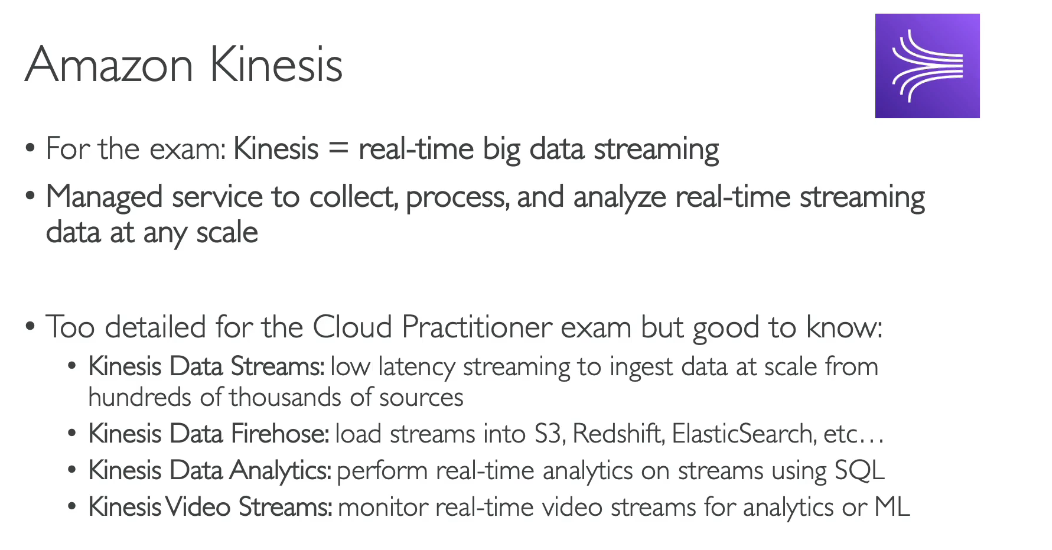 Amazon Kinesis
• For the exam: Kinesis = real-time big data streaming
• Managed service to collect, process, and analyze real-time streaming
data at any scale
• Too detailed for the Cloud Practitioner exam but good to know:
• Kinesis Data Streams: low latency streaming to ingest data at scale from
hundreds of thousands of sources
• Kinesis Data Firehose: load streams into S3, Redshift, ElasticSearch, etc…
• Kinesis Data Analytics: perform real-time analytics on streams using SQL
• Kinesis Video Streams: monitor real-time video streams for analytics or ML